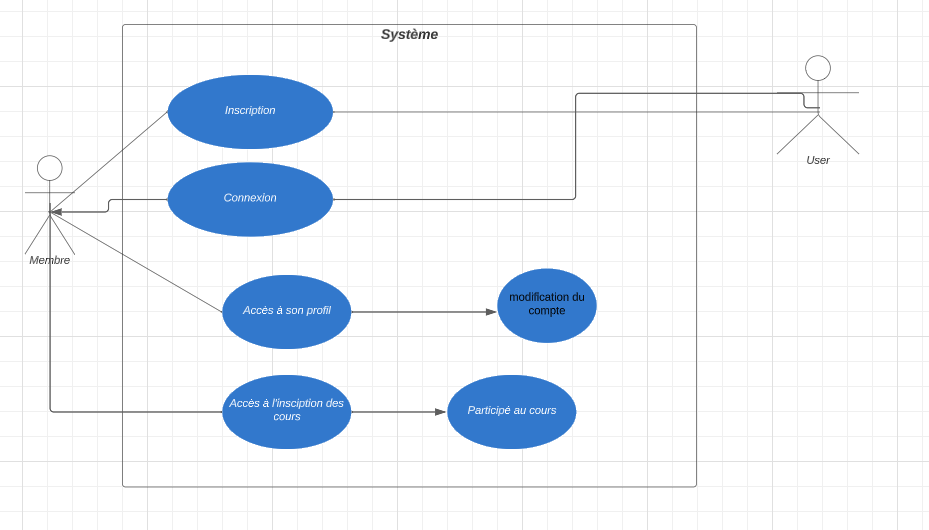 Système
Inscription
User
Connexion
Membre
Accès à son profil
modification du
compte
Accès à l'insciption des
cours
Participé au cours